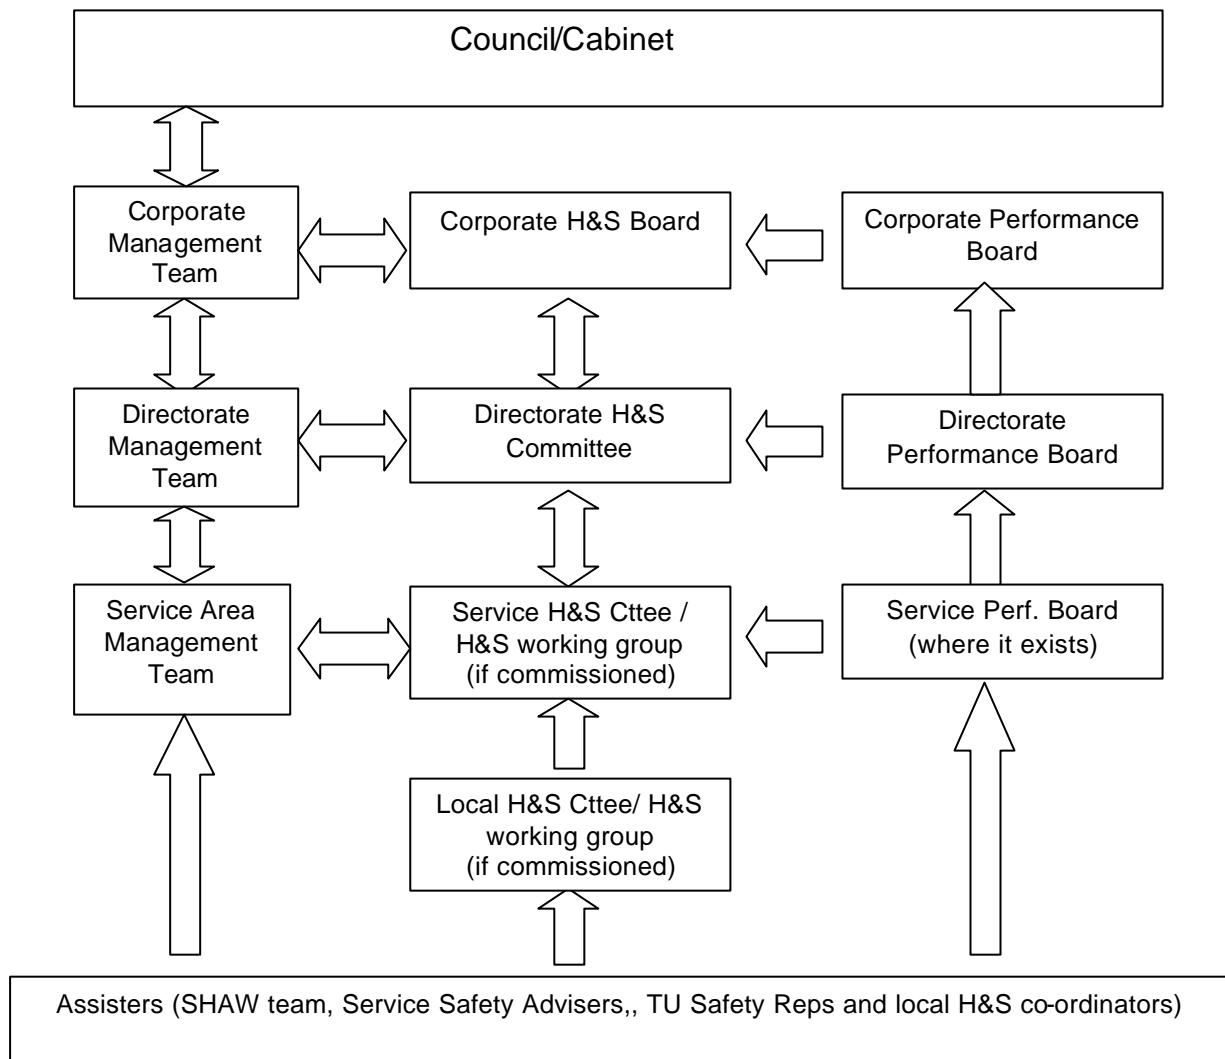 Council/Cabinet
Corporate
Management
Team
Corporate H&S Board
Corporate Performance
Board
Directorate
Management
Team
Directorate H&S
Committee
Directorate
Performance Board
Service Area
Management
Team
Service H&S Cttee /
H&S working group
(if commissioned)
Service Perf. Board
(where it exists)
Local H&S Cttee/ H&S
working group
(if commissioned)
Assisters (SHAW team, Service Safety Advisers,, TU Safety Reps and local H&S co-ordinators)